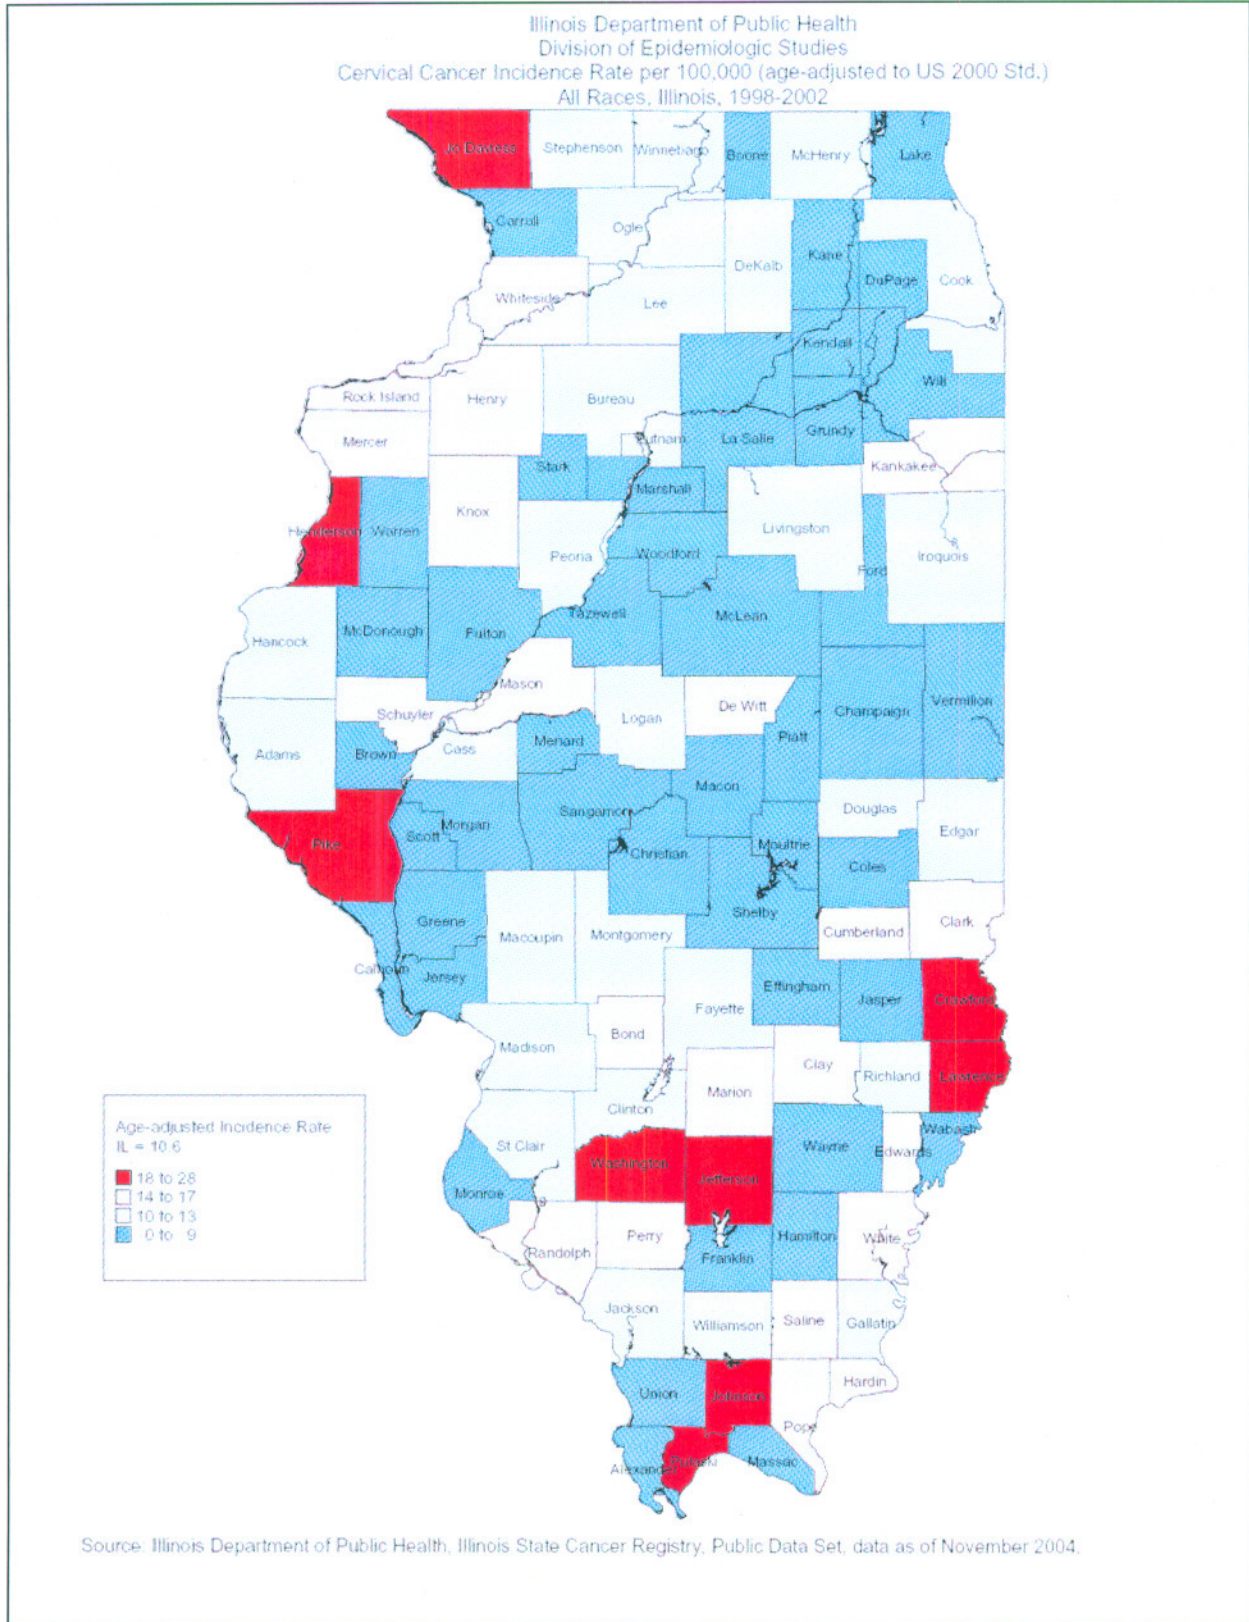 Illinois Department of Public Health
Division of Epidemiologic Studies
Cervical Cancer Incidence Rate per 100,000 (age-adjusted to US 2000 Std.)
All Races, Illinois, 1998-2002
Jo Daviess
Stephenson
Winnebago
Boone
McHenry
Lake
Carroll
Ogle
DeKalb
Kane
DuPage
Cook
Whiteside
Lee
Kendall
Will
Rock Island
Henry
Bureau
Mercer
Putnam
La Salle
Grundy
Kankakee
Stark
Marshall
Henderson
Warren
Knox
Peoria
Woodford
Livingston
Ford
Iroquois
Hancock
McDonough
Fulton
Tazewell
McLean
Mason
Schuyler
Logan
De Witt
Champaign
Vermilion
Adams
Brown
Cass
Menard
Piatt
Macon
Pike
Scott
Morgan
Sangamon
Christian
Moultrie
Douglas
Edgar
Coles
Shelby
Greene
Macoupin
Montgomery
Cumberland
Clark
Calhoun
Jersey
Fayette
Effingham
Jasper
Crawford
Madison
Bond
Marion
Clay
Richland
Lawrence
Clinton
St Clair
Washington
Jefferson
Wayne
Edwards
Wabash
Monroe
Randolph
Perry
Franklin
Hamilton
White
Jackson
Williamson
Saline
Gallatin
Union
Johnson
Pope
Hardin
Alexander
Pulaski
Massac
Age-adjusted Incidence Rate
IL = 10.6
18 to 28
14 to 17
10 to 13
0 to 9
Source: Illinois Department of Public Health, Illinois State Cancer Registry, Public Data Set, data as of November 2004.